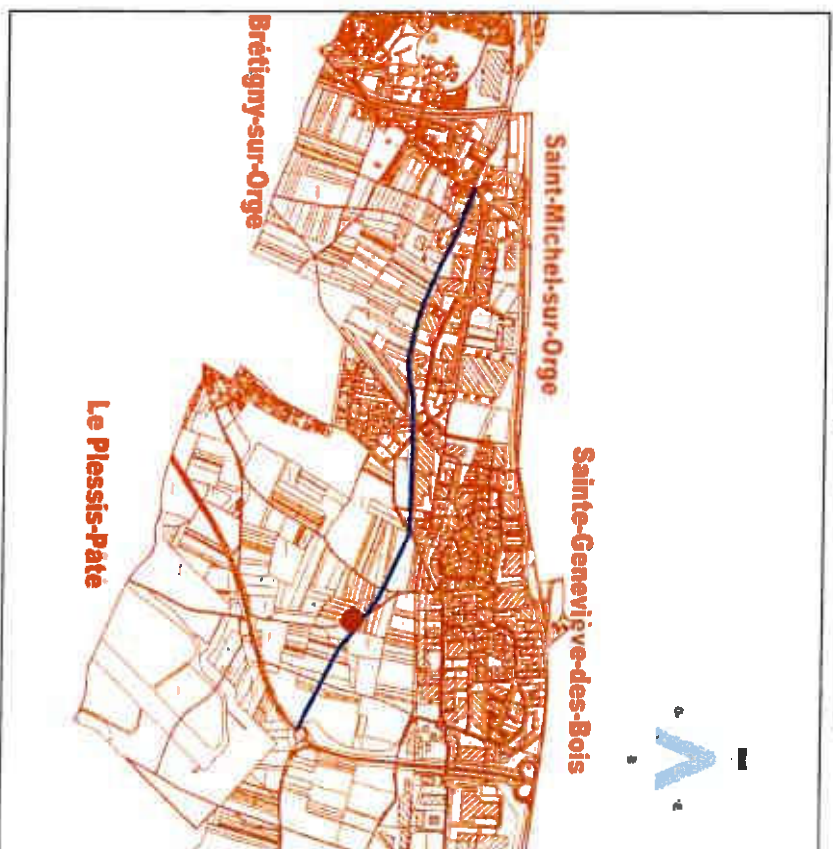 Brétigny-sur-Orge
Saint-Michel-sur-Orge
Le Plessis-Pâté
Sainte-Geneviève-des-Bois